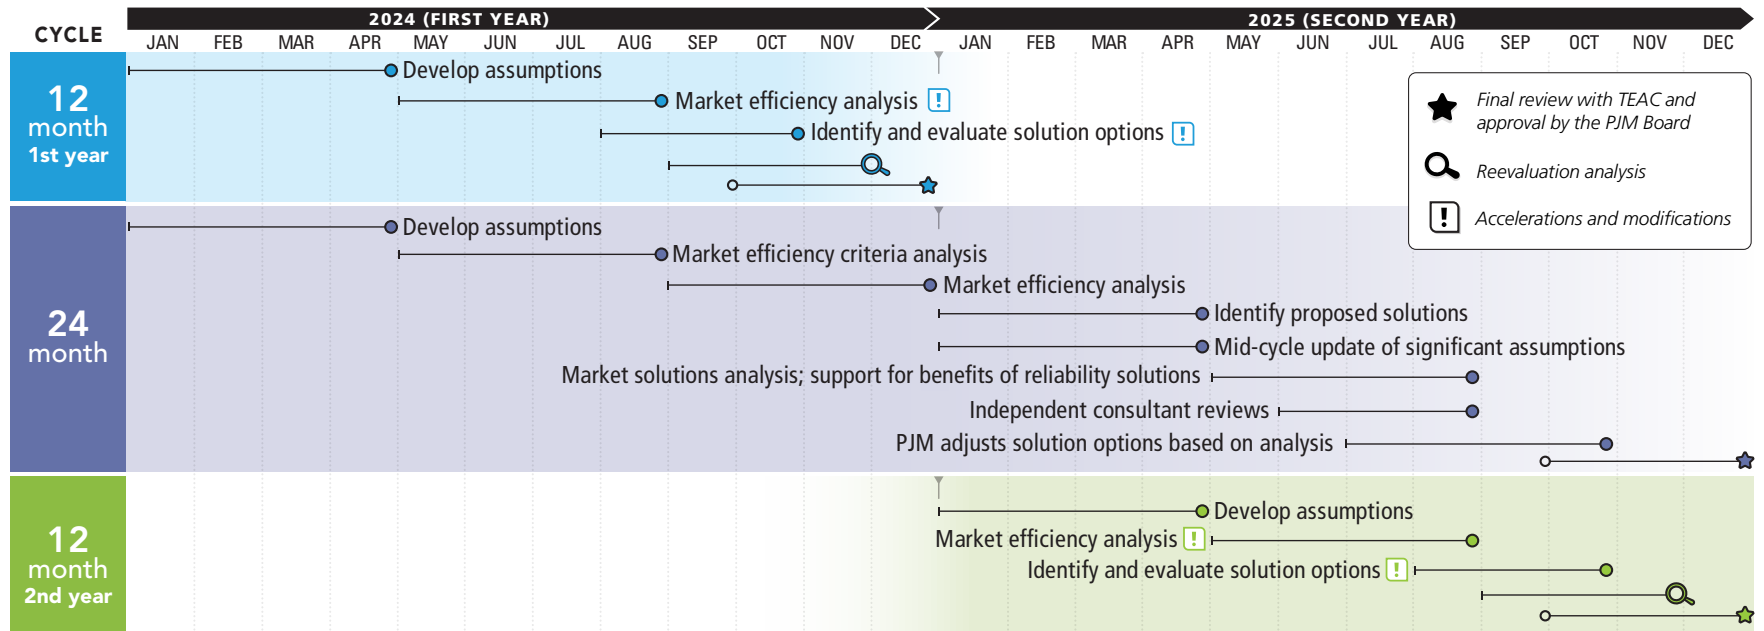 2024 (FIRST YEAR) 2025 (SECOND YEAR)
CYCLE
JAN FEB MAR APR MAY JUN JUL AUG SEP OCT NOV DEC JAN FEB MAR APR MAY JUN JUL AUG SEP OCT NOV DEC
12
month
1st year
Develop assumptions
Market efficiency analysis !
Identify and evaluate solution options !
Final review with TEAC and
approval by the PJM Board
Reevaluation analysis
! Accelerations and modifications
24
month
Develop assumptions
Market efficiency criteria analysis
Market efficiency analysis
Identify proposed solutions
Mid-cycle update of significant assumptions
Market solutions analysis; support for benefits of reliability solutions
Independent consultant reviews
PJM adjusts solution options based on analysis
12
month
2nd year
Develop assumptions
Market efficiency analysis !
Identify and evaluate solution options !